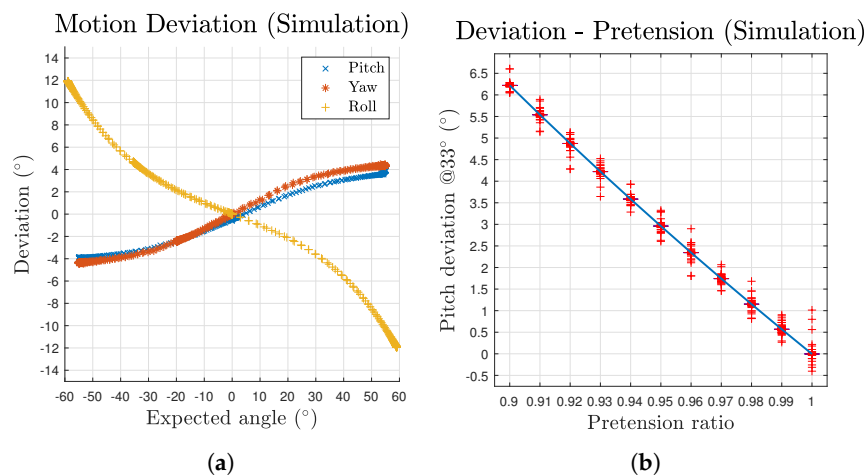 Motion Deviation (Simulation)
Deviation - Pretension (Simulation)
14
12
10
8
6
4
2
0
-2
-4
-6
-8
-10
-12
-14
Deviation (°)
Pitch
Yaw
Roll
-60 -50 -40 -30 -20 -10 0 10 20 30 40 50 60
Expected angle (°)
(a)
6.5
6
5.5
5
4.5
4
3.5
3
2.5
2
1.5
1
0.5
0
-0.5
Pitch deviation @33° (°)
0.9 0.91 0.92 0.93 0.94 0.95 0.96 0.97 0.98 0.99 1
Pretension ratio
(b)